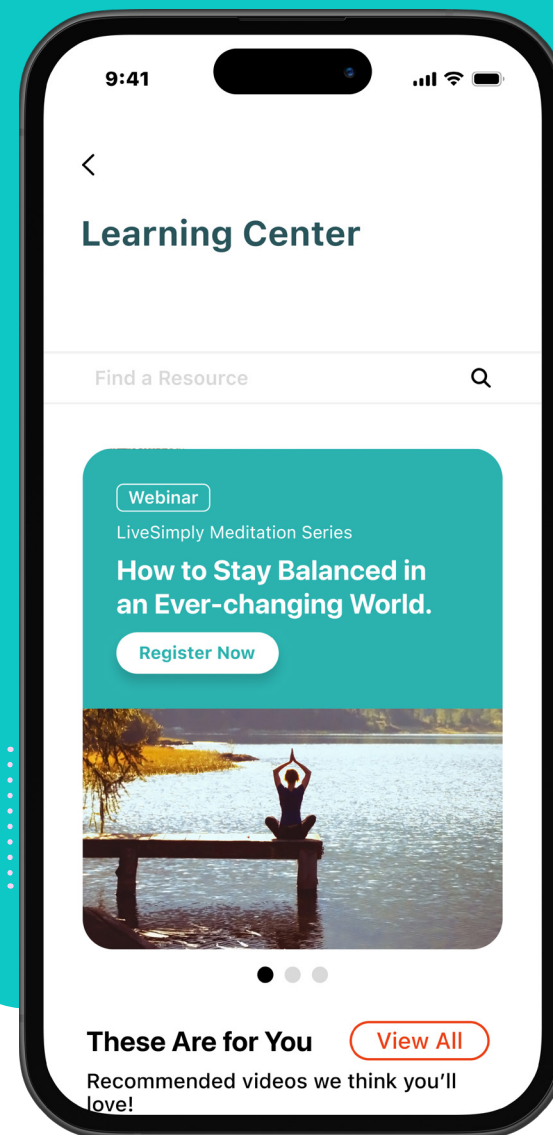 9:41
Learning Center
Find a Resource
Webinar
LiveSimply Meditation Series
How to Stay Balanced in
an Ever-changing World.
Register Now
These Are for You
View All
Recommended videos we think you'll
love!